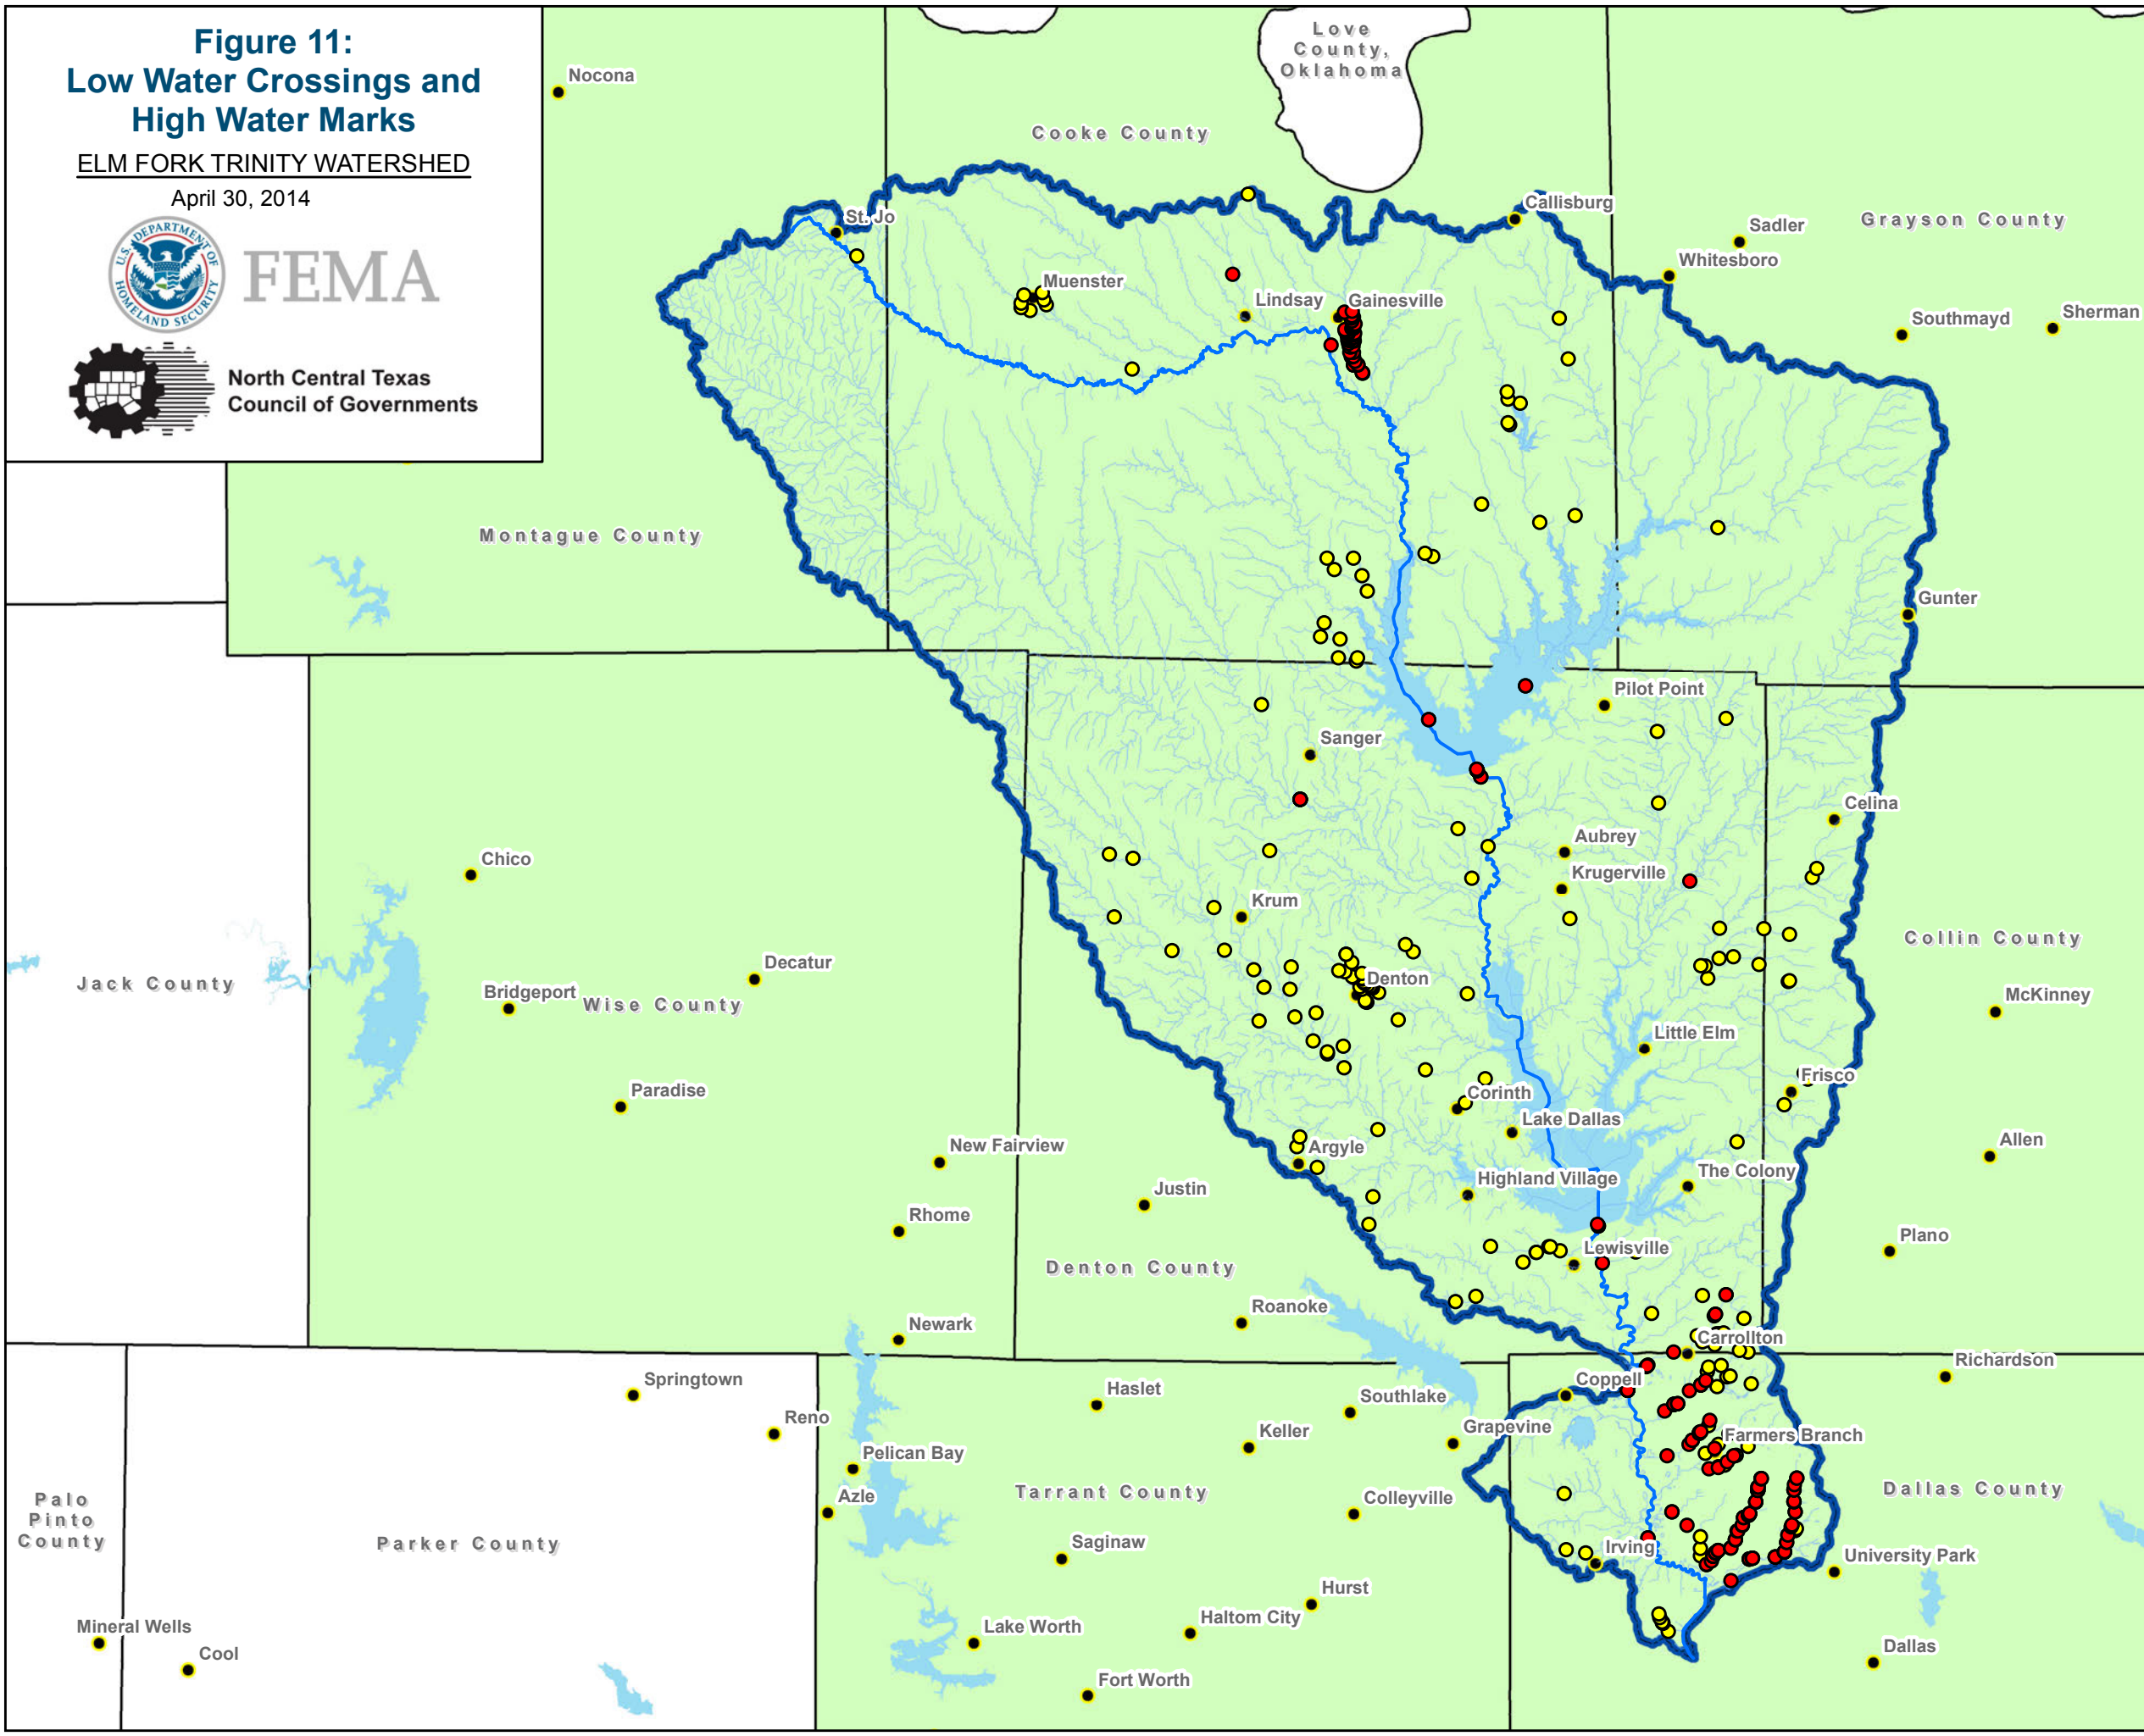 Figure 11:
Low Water Crossings and
High Water Marks
ELM FORK TRINITY WATERSHED
April 30, 2014
U.S. DEPARTMENT OF
HOMELAND SECURITY
FEMA
North Central Texas
Council of Governments
Nocona
Love
County,
Oklahoma
Cooke County
St. Jo
Callisburg
Sadler
Grayson County
Whitesboro
Muenster
Lindsay
Gainesville
Southmayd
Sherman
Montague County
Gunter
Pilot Point
Sanger
Celina
Aubrey
Chico
Krugerville
Krum
Collin County
Decatur
Denton
Jack County
Bridgeport
Wise County
McKinney
Little Elm
Frisco
Paradise
Corinth
Lake Dallas
New Fairview
Argyle
Allen
The Colony
Highland Village
Justin
Rhome
Plano
Lewisville
Denton County
Roanoke
Newark
Carrollton
Richardson
Springtown
Coppell
Haslet
Southlake
Reno
Grapevine
Keller
Farmers Branch
Pelican Bay
Dallas County
Tarrant County
Azle
Colleyville
Palo
Pinto
County
Parker County
Saginaw
Irving
University Park
Hurst
Haltom City
Mineral Wells
Lake Worth
Cool
Dallas
Fort Worth